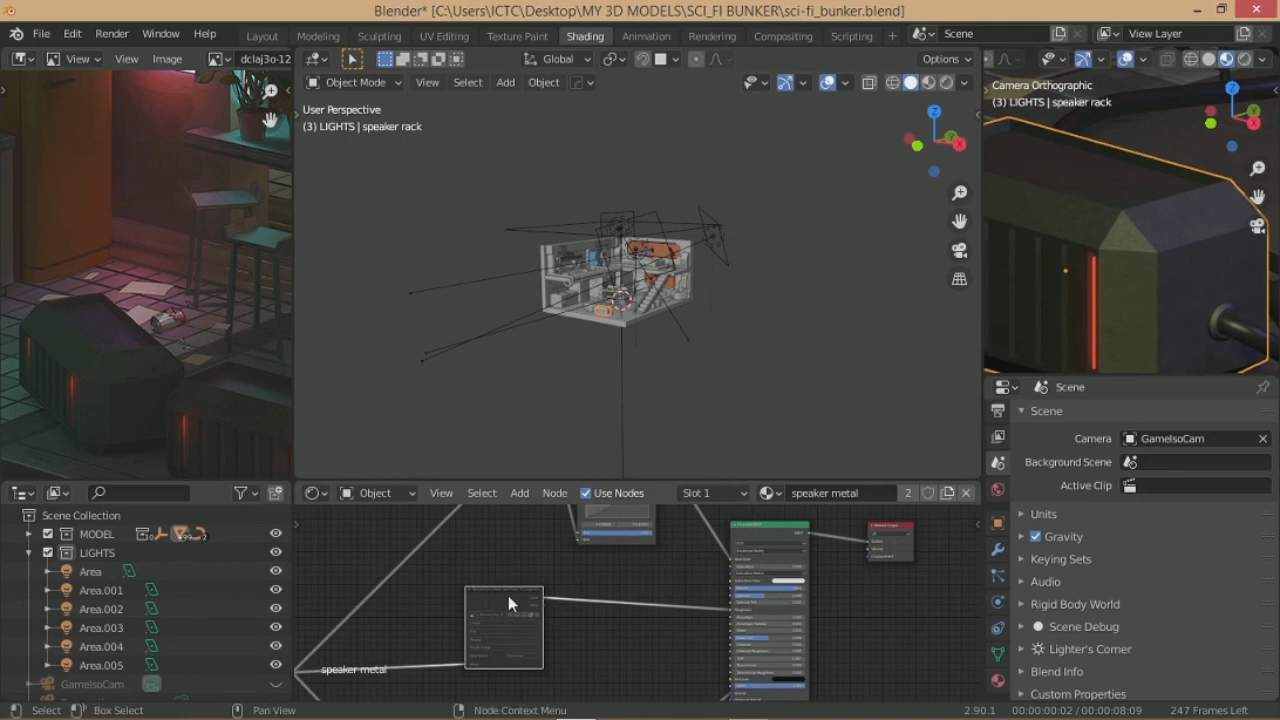 Blender* [C:\Users\ICTC\Desktop\MY 3D MODELS\SCI_FI BUNKER\sci-fi_bunker.blend]
File Edit Render Window Help Layout Modeling Sculpting UV Editing Texture Paint Shading Animation Rendering Compositing Scripting + Scene View Layer
View View Image dclaj3o-12
Global Options
Object Mode View Select Add Object
User Perspective
(3) LIGHTS | speaker rack
Camera Orthographic
(3) LIGHTS | speaker rack
Scene
Scene
Camera GameIsoCam
Background Scene
Active Clip
Units
Gravity
Keying Sets
Audio
Rigid Body World
Scene Debug
Lighter's Corner
Blend Info
Custom Properties
Object View Select Add Node Use Nodes Slot 1 speaker metal 2
speaker metal
Scene Collection
MODEL
LIGHTS
Area
Area.001
Area.002
Area.003
Area.004
Area.005
GameIsoCam
Select Box Select Pan View Node Context Menu 2.90.1 00:00:00:02 / 00:00:08:09 247 Frames Left